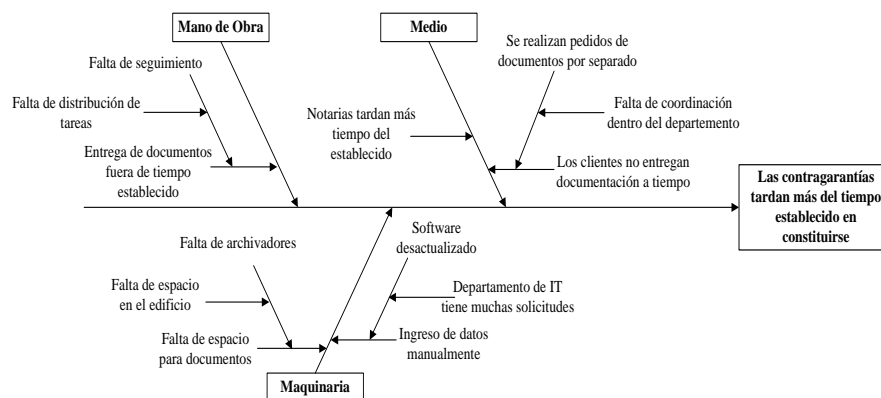 Mano de Obra
Medio
Se realizan pedidos de
documentos por separado
Falta de seguimiento
Falta de distribución de
tareas
Notarias tardan más
tiempo del
establecido
Falta de coordinación
dentro del departemento
Entrega de documentos
fuera de tiempo
establecido
Los clientes no entregan
documentación a tiempo
Las contragarantías
tardan más del tiempo
establecido en
constituirse
Falta de archivadores
Software
desactualizado
Falta de espacio
en el edificio
Departamento de IT
tiene muchas solicitudes
Falta de espacio
para documentos
Ingreso de datos
manualmente
Maquinaria